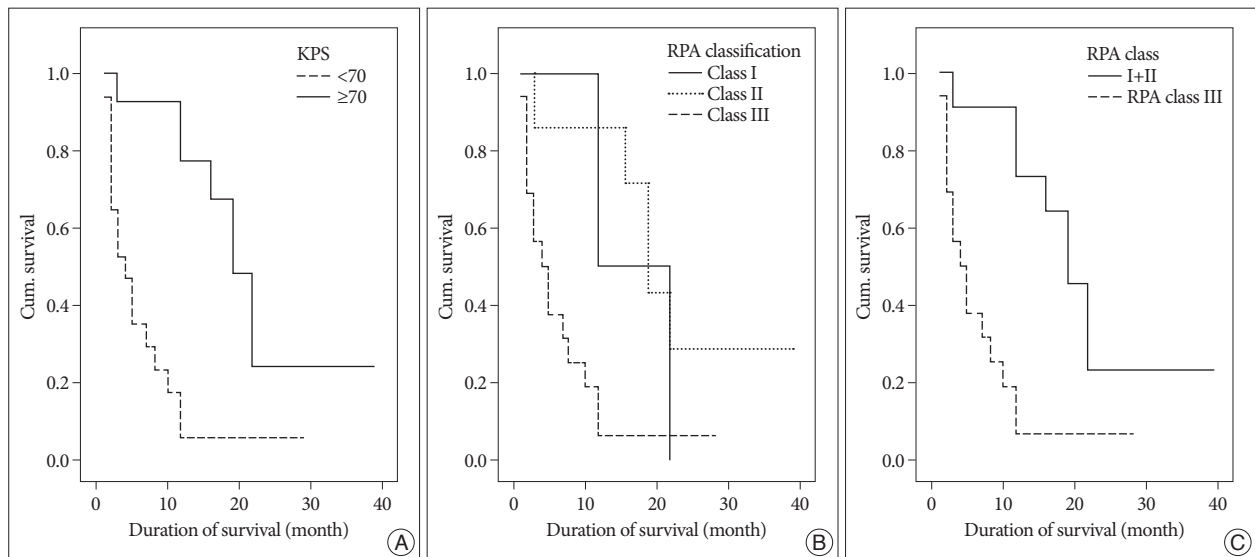 KPS
<70
≥70
1.0
0.8
0.6
0.4
0.2
0.0
Cum. survival
0 10 20 30 40
Duration of survival (month)
A
RPA classification
Class I
Class II
Class III
1.0
0.8
0.6
0.4
0.2
0.0
Cum. survival
0 10 20 30 40
Duration of survival (month)
B
RPA class
I+II
RPA class III
1.0
0.8
0.6
0.4
0.2
0.0
Cum. survival
0 10 20 30 40
Duration of survival (month)
C